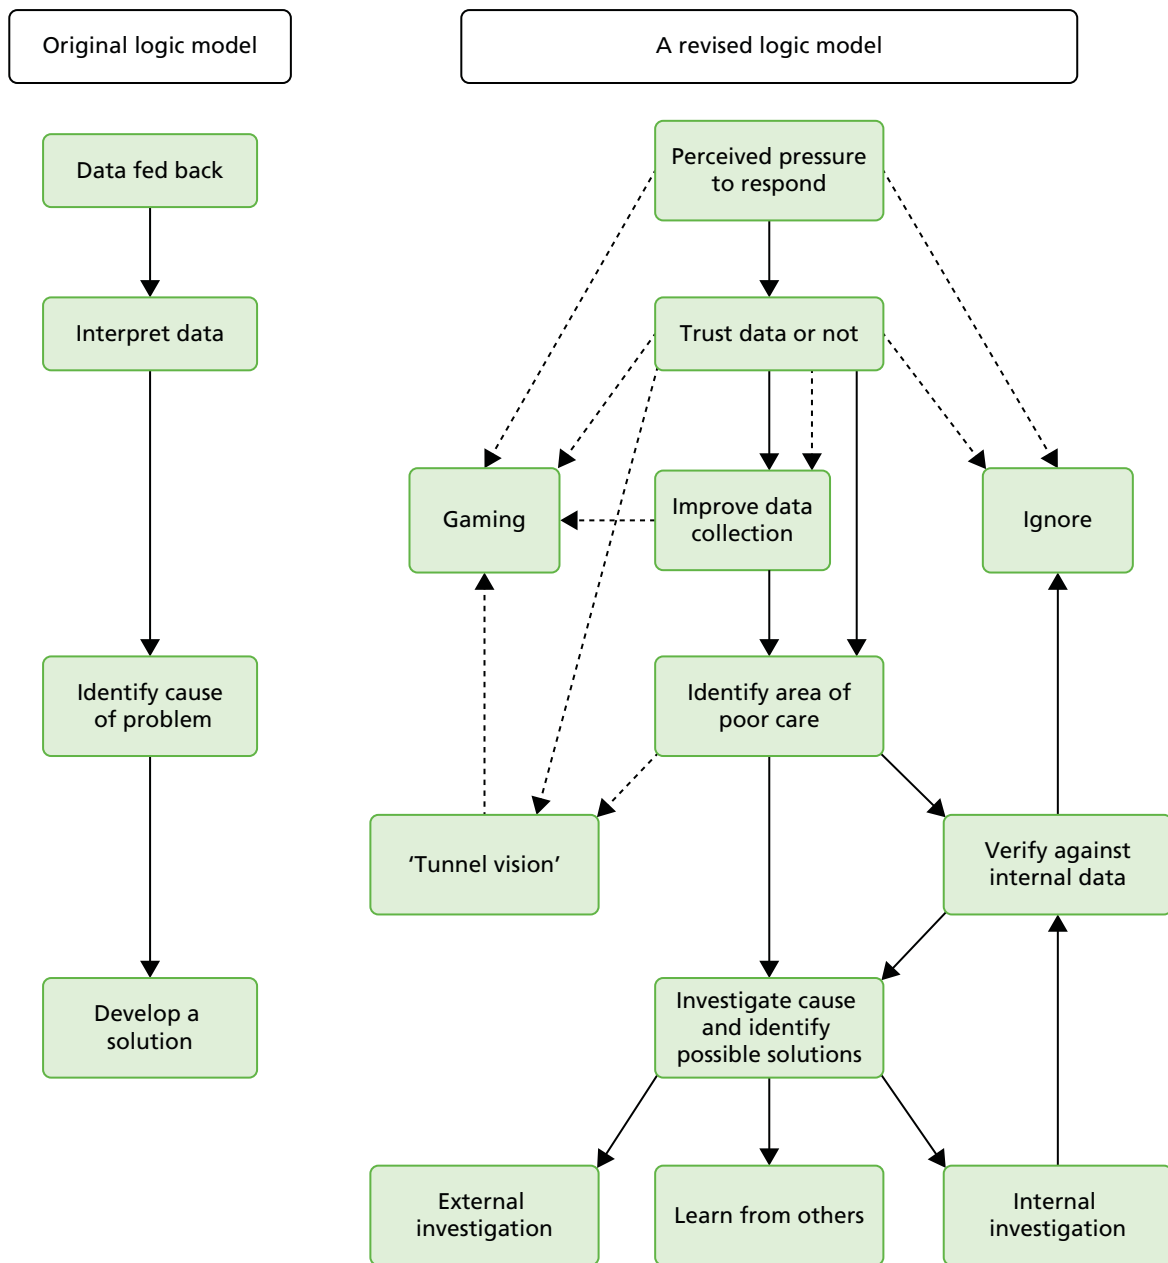 Original logic model
A revised logic model
Data fed back
Interpret data
Identify cause
of problem
Develop a
solution
Perceived pressure
to respond
Trust data or not
Gaming
Improve data
collection
Ignore
Identify area of
poor care
‘Tunnel vision’
Verify against
internal data
Investigate cause
and identify
possible solutions
External
investigation
Learn from others
Internal
investigation